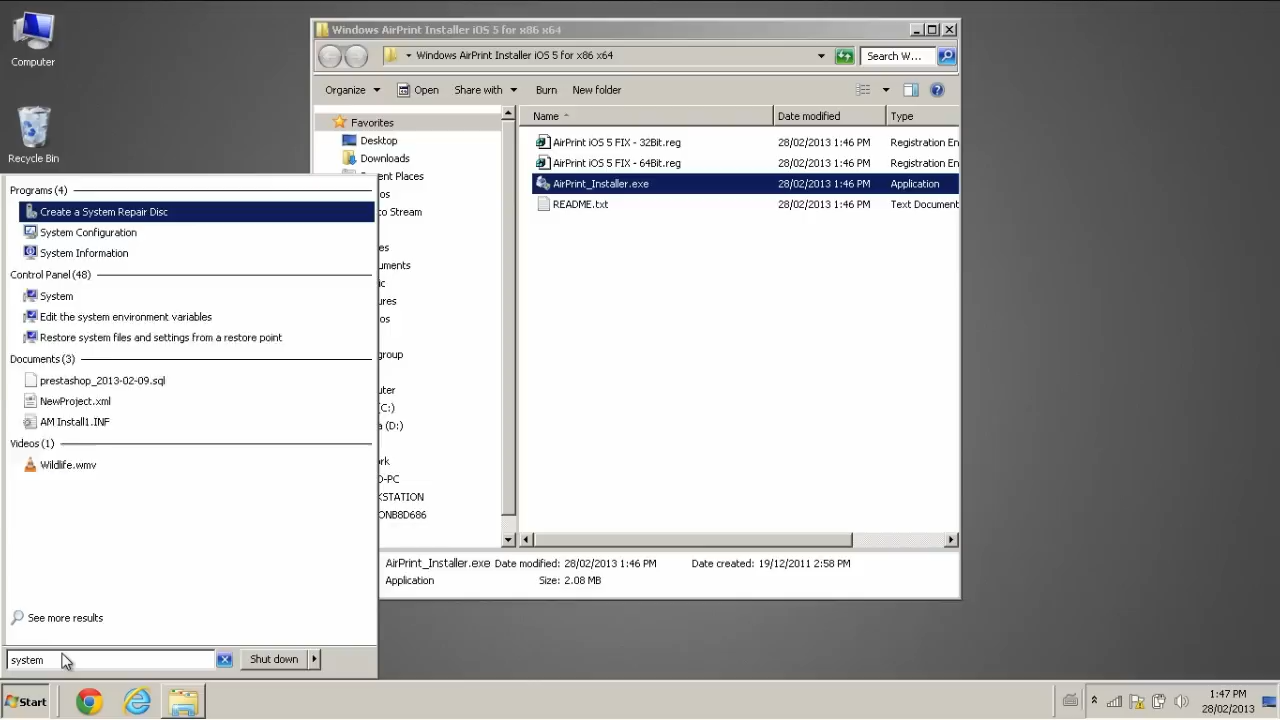 Computer
Recycle Bin
Windows AirPrint Installer iOS 5 for x86 x64
Windows AirPrint Installer iOS 5 for x86 x64
Search W...
Organize
Open
Share with
Burn
New folder
Name
Date modified
Type
Favorites
Desktop
Downloads
ent Places
os
to Stream
es
uments
ic
ures
os
group
uter
(C:)
a (D:)
rk
D-PC
KSTATION
ONB8D686
AirPrint iOS 5 FIX - 32Bit.reg
28/02/2013 1:46 PM
Registration En
AirPrint iOS 5 FIX - 64Bit.reg
28/02/2013 1:46 PM
Registration En
AirPrint_Installer.exe
28/02/2013 1:46 PM
Application
README.txt
28/02/2013 1:46 PM
Text Document
AirPrint_Installer.exe Date modified: 28/02/2013 1:46 PM
Date created: 19/12/2011 2:58 PM
Application
Size: 2.08 MB
Programs (4)
Create a System Repair Disc
System Configuration
System Information
Control Panel (48)
System
Edit the system environment variables
Restore system files and settings from a restore point
Documents (3)
prestashop_2013-02-09.sql
NewProject.xml
AM Install1.INF
Videos (1)
Wildlife.wmv
See more results
system
Shut down
Start
1:47 PM
28/02/2013